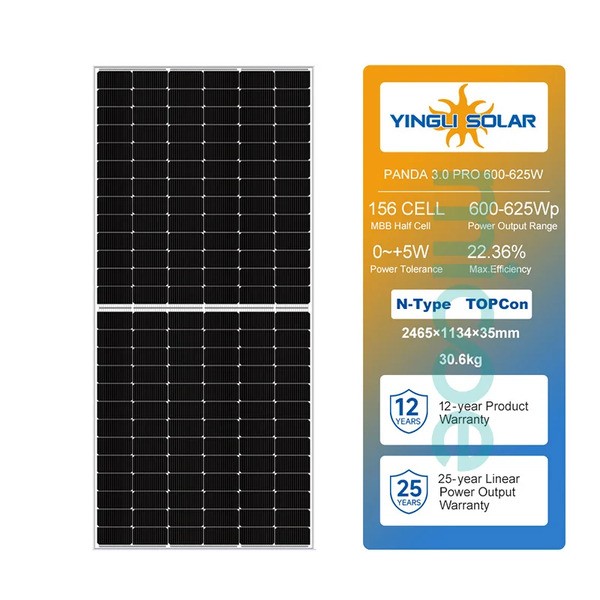 YINGLI SOLAR
PANDA 3.0 PRO 600-625W
156 CELL
MBB Half Cell
600-625Wp
Power Output Range
0~+5W
Power Tolerance
22.36%
Max.Efficiency
N-Type TOPCon
2465×1134×35mm
30.6kg
12
YEARS
12-year Product
Warranty
25
YEARS
25-year Linear
Power Output
Warranty